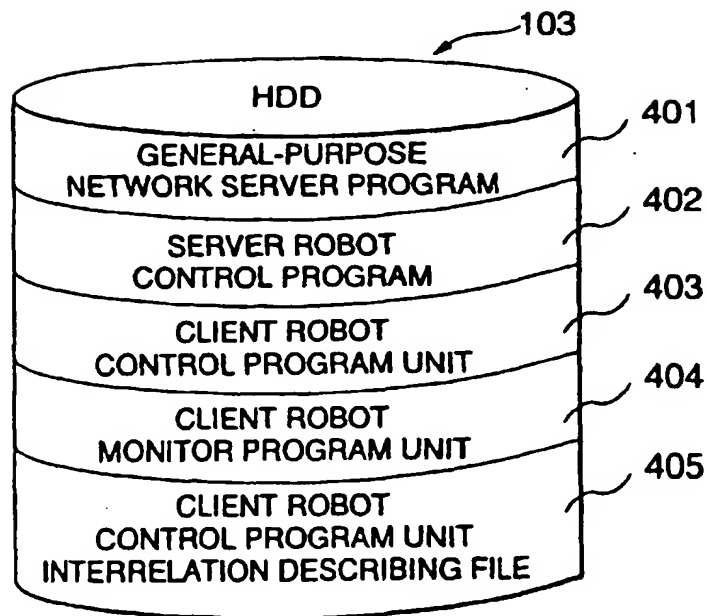 103
HDD
401
GENERAL-PURPOSE
NETWORK SERVER PROGRAM
402
SERVER ROBOT
CONTROL PROGRAM
403
CLIENT ROBOT
CONTROL PROGRAM UNIT
404
CLIENT ROBOT
MONITOR PROGRAM UNIT
405
CLIENT ROBOT
CONTROL PROGRAM UNIT
INTERRELATION DESCRIBING FILE